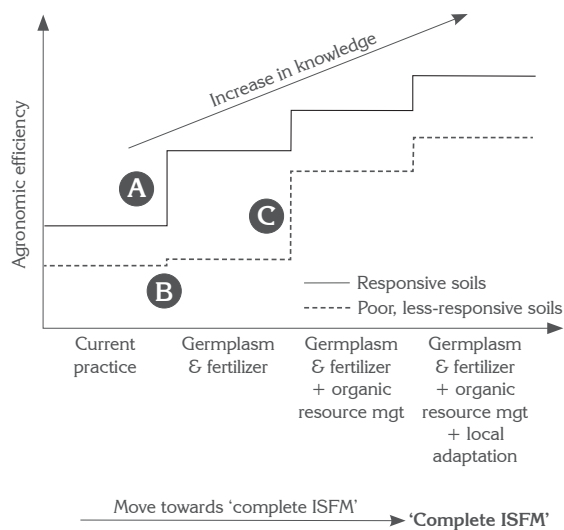 Agronomic efficiency
Increase in knowledge
A
B
C
Responsive soils
Poor, less-responsive soils
Current
practice
Germplasm
& fertilizer
Germplasm
& fertilizer
+ organic
resource mgt
Germplasm
& fertilizer
+ organic
resource mgt
+ local
adaptation
Move towards ‘complete ISFM’
‘Complete ISFM’